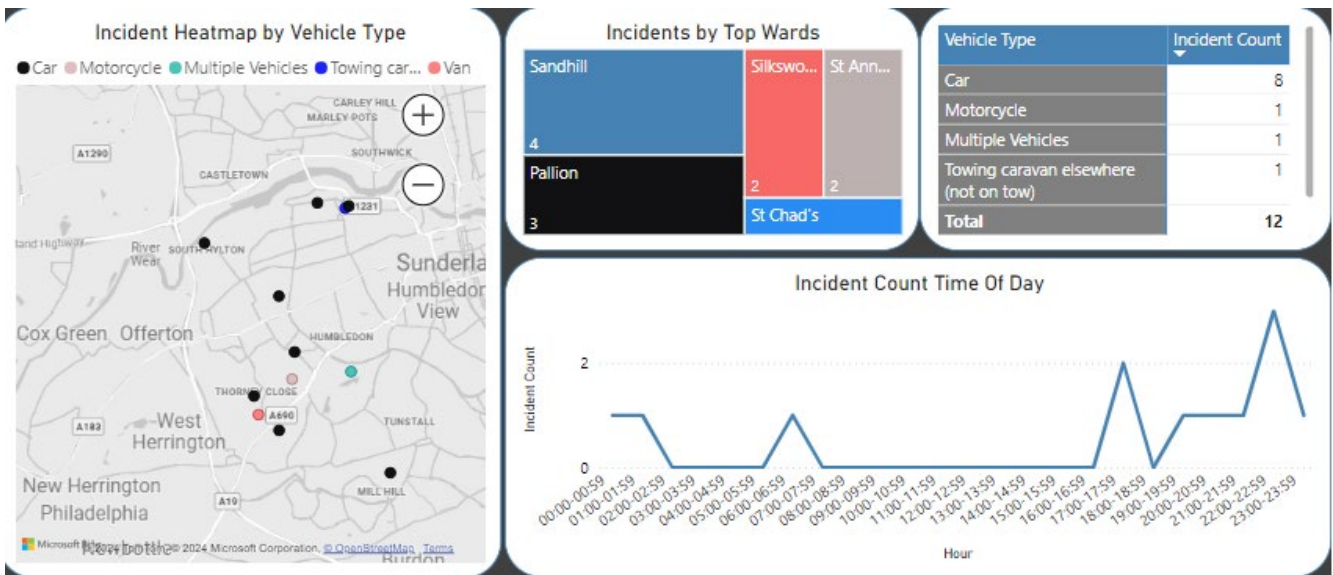 Incident Heatmap by Vehicle Type
Car Motorcycle Multiple Vehicles Towing car... Van
CARLEY HILL
MARLEY POTS
A1290
SOUTHWICK
CASTLETOWN
A1231
River
Wear
SOUTH HYLTON
Sunderla
Humbledon
View
Cox Green Offerton
HUMBLEDON
THORNEY CLOSE
A690
A183
West
Herrington
TUNSTALL
New Herrington
Philadelphia
A19
MILL HILL
Microsoft
© 2024 Microsoft Corporation, © OpenStreetMap Terms
Burdon
Incidents by Top Wards
Sandhill
4
Pallion
3
Silkswo...
2
St Ann...
2
St Chad's
Vehicle Type Incident Count
Car 8
Motorcycle 1
Multiple Vehicles 1
Towing caravan elsewhere 1
(not on tow)
Total 12
Incident Count Time Of Day
Incident Count
2
0
00:00-00:59
01:00-01:59
02:00-02:59
03:00-03:59
04:00-04:59
05:00-05:59
06:00-06:59
07:00-07:59
08:00-08:59
09:00-09:59
10:00-10:59
11:00-11:59
12:00-12:59
13:00-13:59
14:00-14:59
15:00-15:59
16:00-16:59
17:00-17:59
18:00-18:59
19:00-19:59
20:00-20:59
21:00-21:59
22:00-22:59
23:00-23:59
Hour